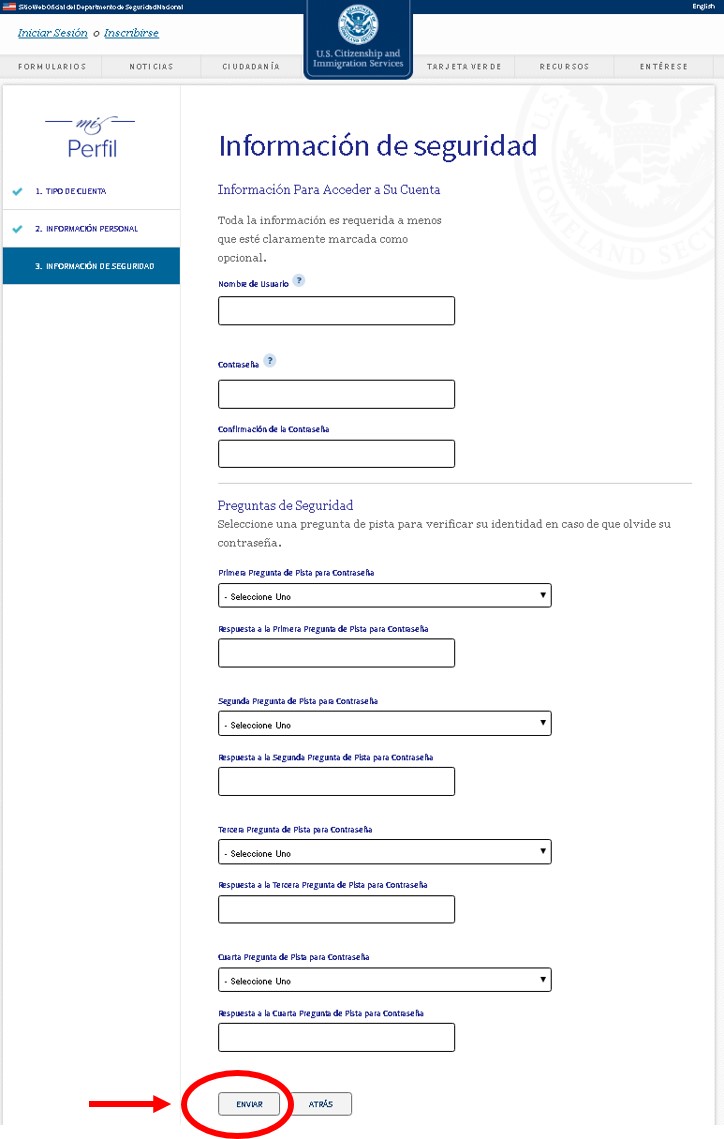 Sitio Web Oficial del Departamento de Seguridad Nacional
English
Iniciar Sesión o Inscribirse
U.S. Citizenship and
Immigration Services
FORMULARIOS
NOTICIAS
CIUDADANÍA
TARJETA VERDE
RECURSOS
ENTÉRESE
mi
Perfil
1. TIPO DE CUENTA
2. INFORMACIÓN PERSONAL
3. INFORMACIÓN DE SEGURIDAD
Información de seguridad
Información Para Acceder a Su Cuenta
Toda la información es requerida a menos
que esté claramente marcada como
opcional.
Nombre de Usuario ?
Contraseña ?
Confirmación de la Contraseña
Preguntas de Seguridad
Seleccione una pregunta de pista para verificar su identidad en caso de que olvide su
contraseña.
Primera Pregunta de Pista para Contraseña
- Seleccione Uno
Respuesta a la Primera Pregunta de Pista para Contraseña
Segunda Pregunta de Pista para Contraseña
- Seleccione Uno
Respuesta a la Segunda Pregunta de Pista para Contraseña
Tercera Pregunta de Pista para Contraseña
- Seleccione Uno
Respuesta a la Tercera Pregunta de Pista para Contraseña
Cuarta Pregunta de Pista para Contraseña
- Seleccione Uno
Respuesta a la Cuarta Pregunta de Pista para Contraseña
ENVIAR
ATRÁS